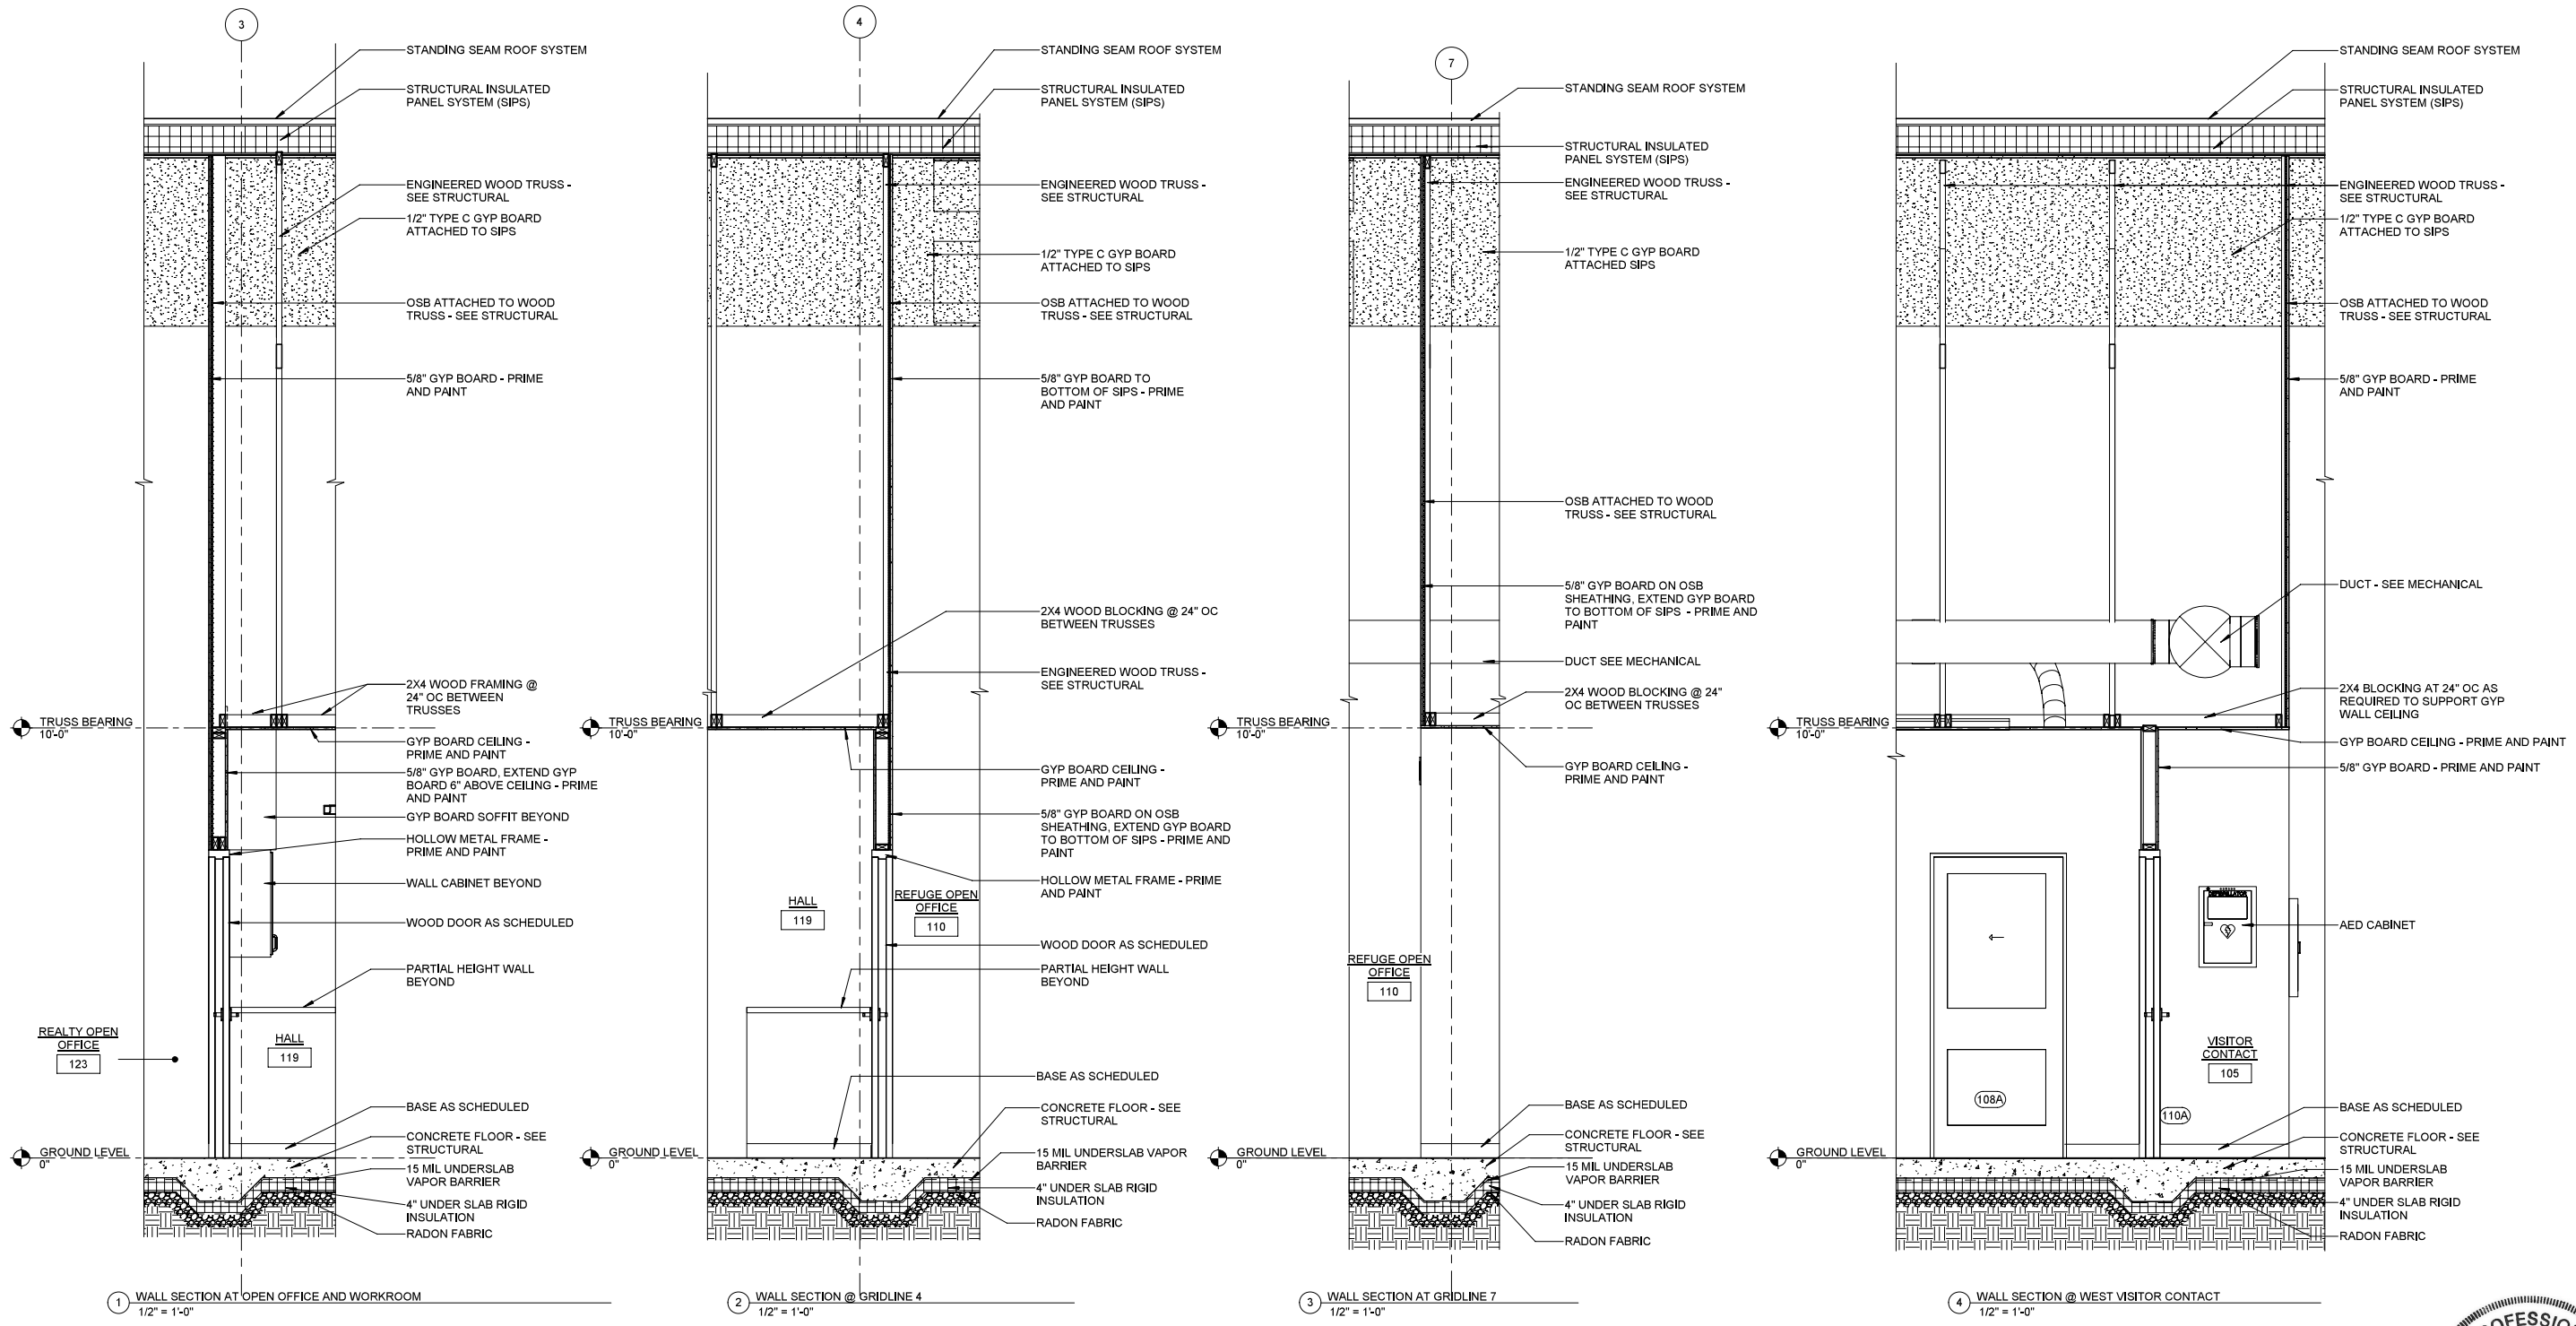 3
STANDING SEAM ROOF SYSTEM
STRUCTURAL INSULATED
PANEL SYSTEM (SIPS)
ENGINEERED WOOD TRUSS -
SEE STRUCTURAL
1/2" TYPE C GYP BOARD
ATTACHED TO SIPS
OSB ATTACHED TO WOOD
TRUSS - SEE STRUCTURAL
5/8" GYP BOARD - PRIME
AND PAINT
2X4 WOOD FRAMING @
24" OC BETWEEN
TRUSSES
TRUSS BEARING
10'-0"
GYP BOARD CEILING -
PRIME AND PAINT
5/8" GYP BOARD, EXTEND GYP
BOARD 6" ABOVE CEILING - PRIME
AND PAINT
GYP BOARD SOFFIT BEYOND
HOLLOW METAL FRAME -
PRIME AND PAINT
WALL CABINET BEYOND
WOOD DOOR AS SCHEDULED
PARTIAL HEIGHT WALL
BEYOND
REALTY OPEN
OFFICE
123
HALL
119
BASE AS SCHEDULED
CONCRETE FLOOR - SEE
STRUCTURAL
GROUND LEVEL
0"
15 MIL UNDERSLAB
VAPOR BARRIER
4" UNDER SLAB RIGID
INSULATION
RADON FABRIC
1
WALL SECTION AT OPEN OFFICE AND WORKROOM
1/2" = 1'-0"
4
STANDING SEAM ROOF SYSTEM
STRUCTURAL INSULATED
PANEL SYSTEM (SIPS)
ENGINEERED WOOD TRUSS -
SEE STRUCTURAL
1/2" TYPE C GYP BOARD
ATTACHED TO SIPS
OSB ATTACHED TO WOOD
TRUSS - SEE STRUCTURAL
5/8" GYP BOARD TO
BOTTOM OF SIPS - PRIME
AND PAINT
2X4 WOOD BLOCKING @ 24" OC
BETWEEN TRUSSES
ENGINEERED WOOD TRUSS -
SEE STRUCTURAL
TRUSS BEARING
10'-0"
GYP BOARD CEILING -
PRIME AND PAINT
5/8" GYP BOARD ON OSB
SHEATHING, EXTEND GYP BOARD
TO BOTTOM OF SIPS - PRIME AND
PAINT
HOLLOW METAL FRAME - PRIME
AND PAINT
HALL
119
REFUGE OPEN
OFFICE
110
WOOD DOOR AS SCHEDULED
PARTIAL HEIGHT WALL
BEYOND
BASE AS SCHEDULED
CONCRETE FLOOR - SEE
STRUCTURAL
GROUND LEVEL
0"
15 MIL UNDERSLAB VAPOR
BARRIER
4" UNDER SLAB RIGID
INSULATION
RADON FABRIC
2
WALL SECTION @ GRIDLINE 4
1/2" = 1'-0"
7
STANDING SEAM ROOF SYSTEM
STRUCTURAL INSULATED
PANEL SYSTEM (SIPS)
ENGINEERED WOOD TRUSS -
SEE STRUCTURAL
1/2" TYPE C GYP BOARD
ATTACHED SIPS
OSB ATTACHED TO WOOD
TRUSS - SEE STRUCTURAL
5/8" GYP BOARD ON OSB
SHEATHING, EXTEND GYP BOARD
TO BOTTOM OF SIPS - PRIME AND
PAINT
DUCT SEE MECHANICAL
2X4 WOOD BLOCKING @ 24"
OC BETWEEN TRUSSES
TRUSS BEARING
10'-0"
GYP BOARD CEILING -
PRIME AND PAINT
REFUGE OPEN
OFFICE
110
BASE AS SCHEDULED
CONCRETE FLOOR - SEE
STRUCTURAL
GROUND LEVEL
0"
15 MIL UNDERSLAB
VAPOR BARRIER
4" UNDER SLAB RIGID
INSULATION
RADON FABRIC
3
WALL SECTION AT GRIDLINE 7
1/2" = 1'-0"
STANDING SEAM ROOF SYSTEM
STRUCTURAL INSULATED
PANEL SYSTEM (SIPS)
ENGINEERED WOOD TRUSS -
SEE STRUCTURAL
1/2" TYPE C GYP BOARD
ATTACHED TO SIPS
OSB ATTACHED TO WOOD
TRUSS - SEE STRUCTURAL
5/8" GYP BOARD - PRIME
AND PAINT
DUCT - SEE MECHANICAL
2X4 BLOCKING AT 24" OC AS
REQUIRED TO SUPPORT GYP
WALL CEILING
TRUSS BEARING
10'-0"
GYP BOARD CEILING - PRIME AND PAINT
5/8" GYP BOARD - PRIME AND PAINT
AED CABINET
VISITOR
CONTACT
105
108A
110A
BASE AS SCHEDULED
CONCRETE FLOOR - SEE
STRUCTURAL
GROUND LEVEL
0"
15 MIL UNDERSLAB
VAPOR BARRIER
4" UNDER SLAB RIGID
INSULATION
RADON FABRIC
4
WALL SECTION @ WEST VISITOR CONTACT
1/2" = 1'-0"